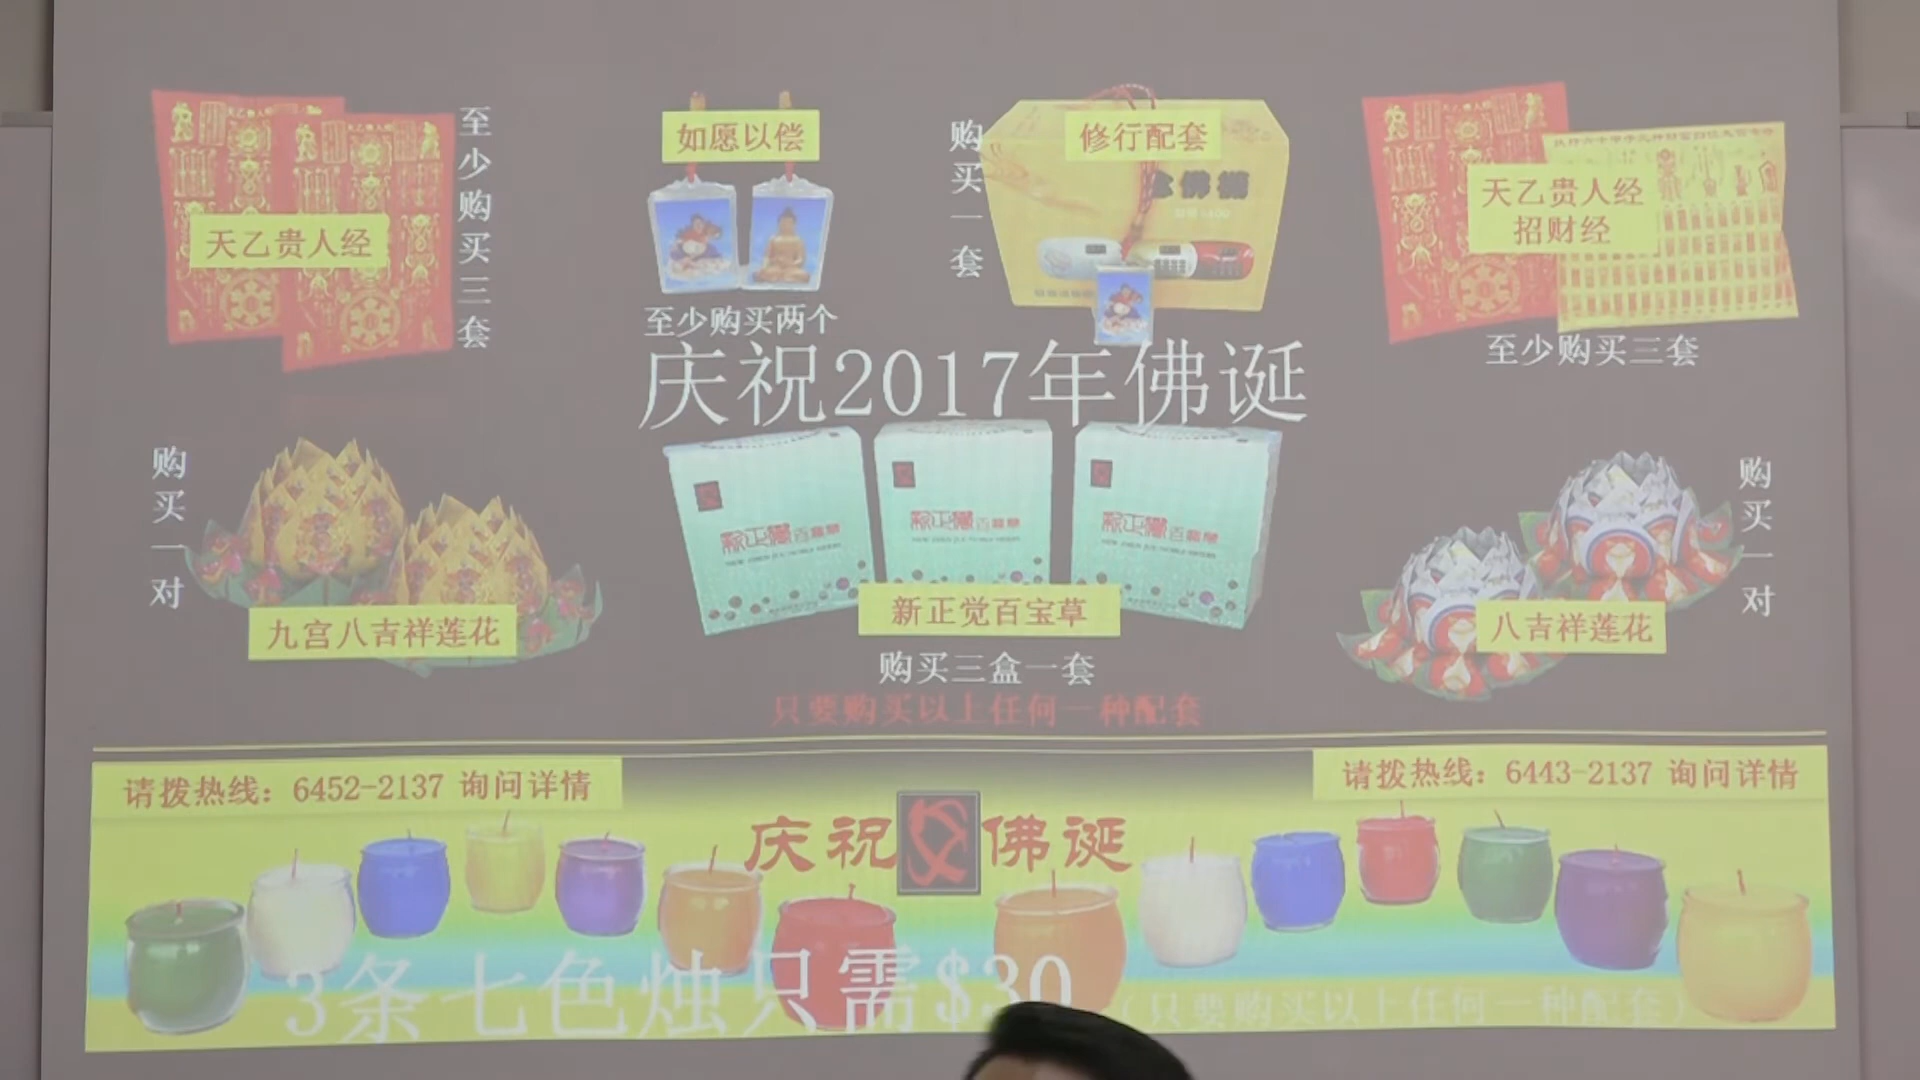 天乙贵人经
至少购买三套
如愿以偿
至少购买两个
购买一套
修行配套
天乙贵人经
招财经
至少购买三套
庆祝2017年佛诞
购买一对
九宫八吉祥莲花
新正觉百宝草
购买三盒一套
只要购买以上任何一种配套
八吉祥莲花
购买一对
请拨热线：6452-2137 询问详情
请拨热线：6443-2137 询问详情
庆祝 佛诞
3条七色烛只需$30
（只要购买以上任何一种配套）